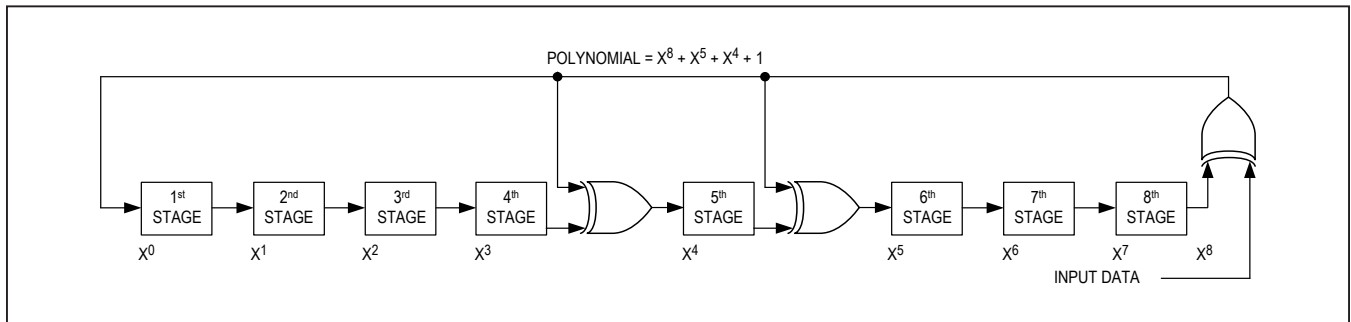 POLYNOMIAL = X⁸ + X⁵ + X⁴ + 1
1st STAGE
2nd STAGE
3rd STAGE
4th STAGE
5th STAGE
6th STAGE
7th STAGE
8th STAGE
X⁰ X¹ X² X³ X⁴ X⁵ X⁶ X⁷ X⁸
INPUT DATA